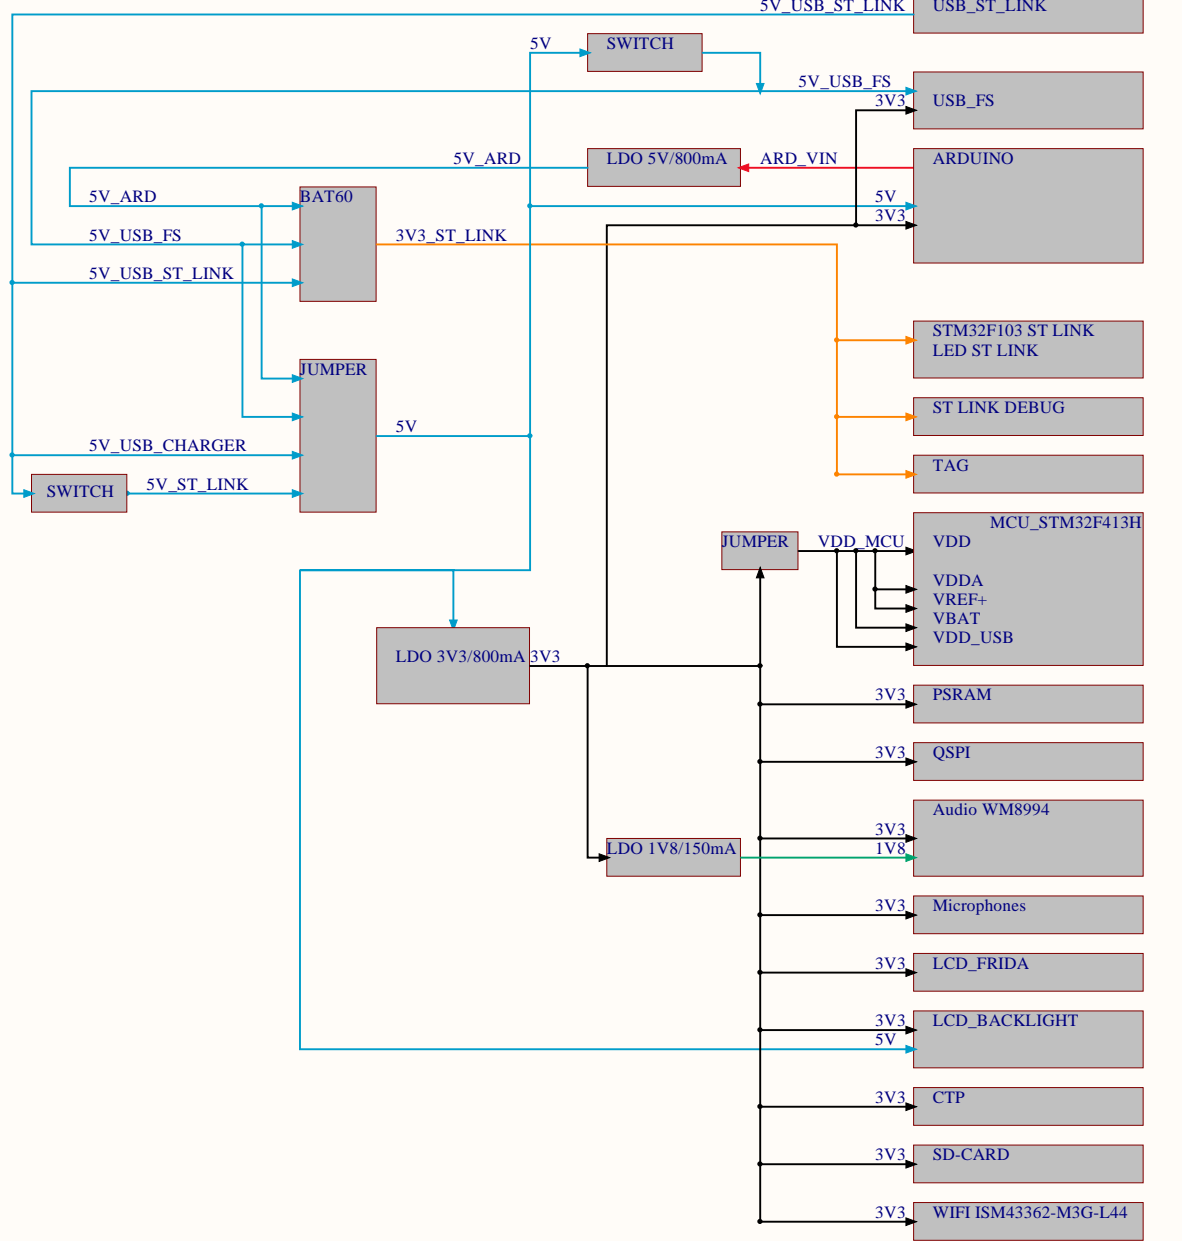 5V_USB_ST_LINK
USB_ST_LINK
5V
SWITCH
5V_USB_FS
3V3
USB_FS
5V_ARD
LDO 5V/800mA
ARD_VIN
ARDUINO
5V
3V3
5V_ARD
BAT60
5V_USB_FS
3V3_ST_LINK
5V_USB_ST_LINK
STM32F103 ST LINK
LED ST LINK
JUMPER
ST LINK DEBUG
5V
5V_USB_CHARGER
TAG
SWITCH
5V_ST_LINK
MCU_STM32F413H
JUMPER
VDD_MCU
VDD
VDDA
VREF+
VBAT
VDD_USB
LDO 3V3/800mA
3V3
3V3
PSRAM
3V3
QSPI
Audio WM8994
3V3
LDO 1V8/150mA
1V8
3V3
Microphones
3V3
LCD_FRIDA
3V3
LCD_BACKLIGHT
5V
3V3
CTP
3V3
SD-CARD
3V3
WIFI ISM43362-M3G-L44